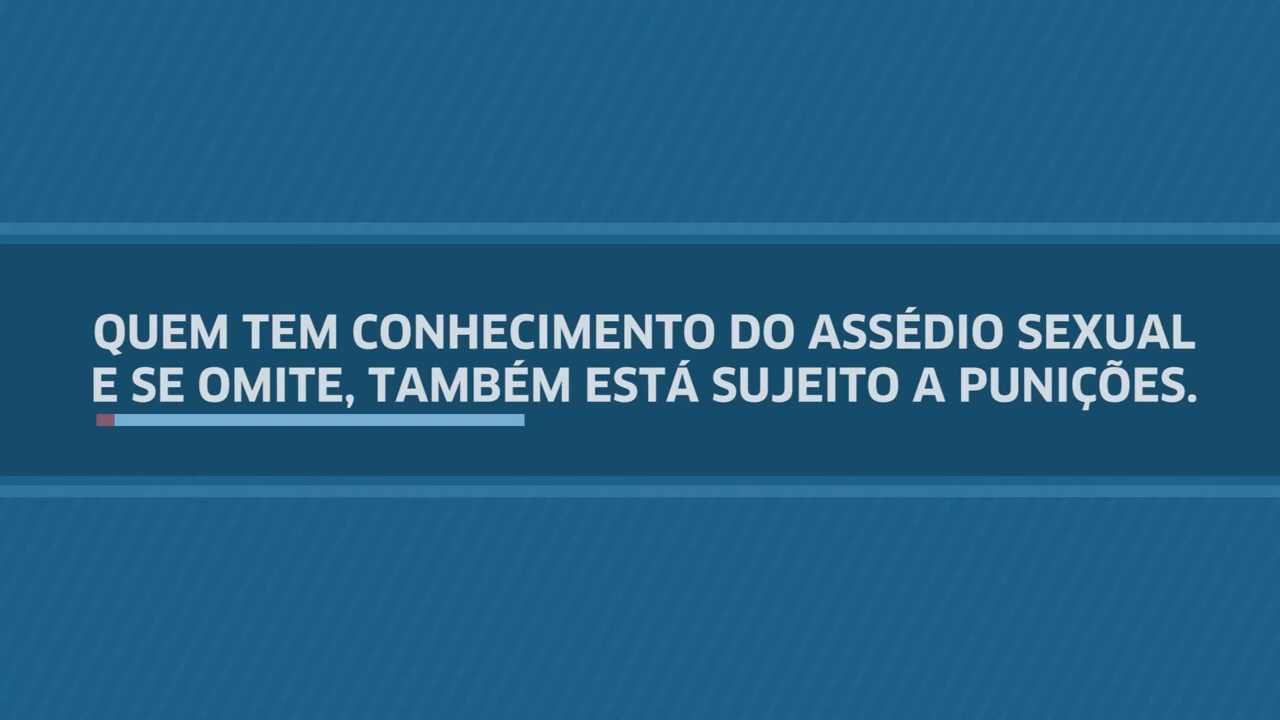 QUEM TEM CONHECIMENTO DO ASSÉDIO SEXUAL
E SE OMITE, TAMBÉM ESTÁ SUJEITO A PUNIÇÕES.